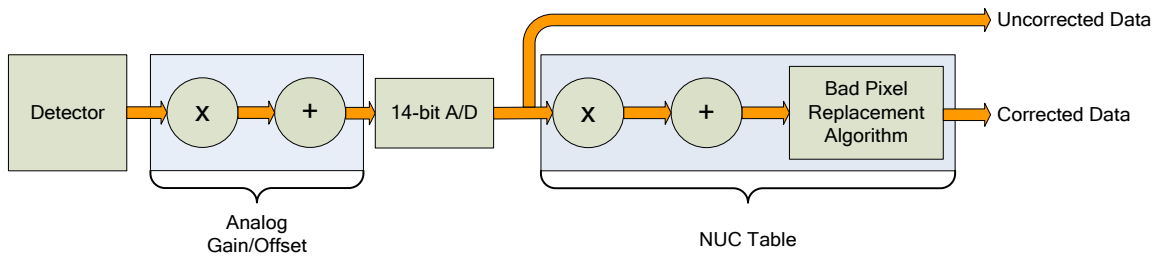 Uncorrected Data
Detector
x
+
14-bit A/D
x
+
Bad Pixel
Replacement
Algorithm
Corrected Data
Analog
Gain/Offset
NUC Table